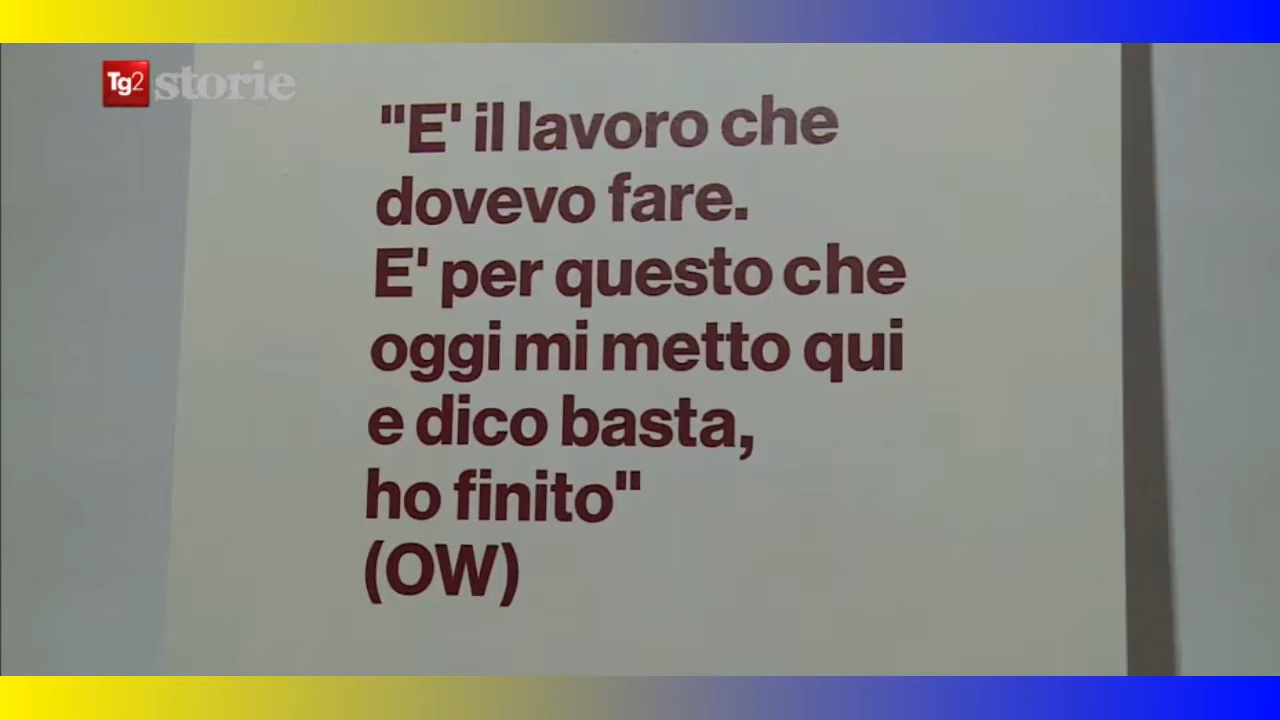 Tg2 storie
"E' il lavoro che
dovevo fare.
E' per questo che
oggi mi metto qui
e dico basta,
ho finito"
(OW)